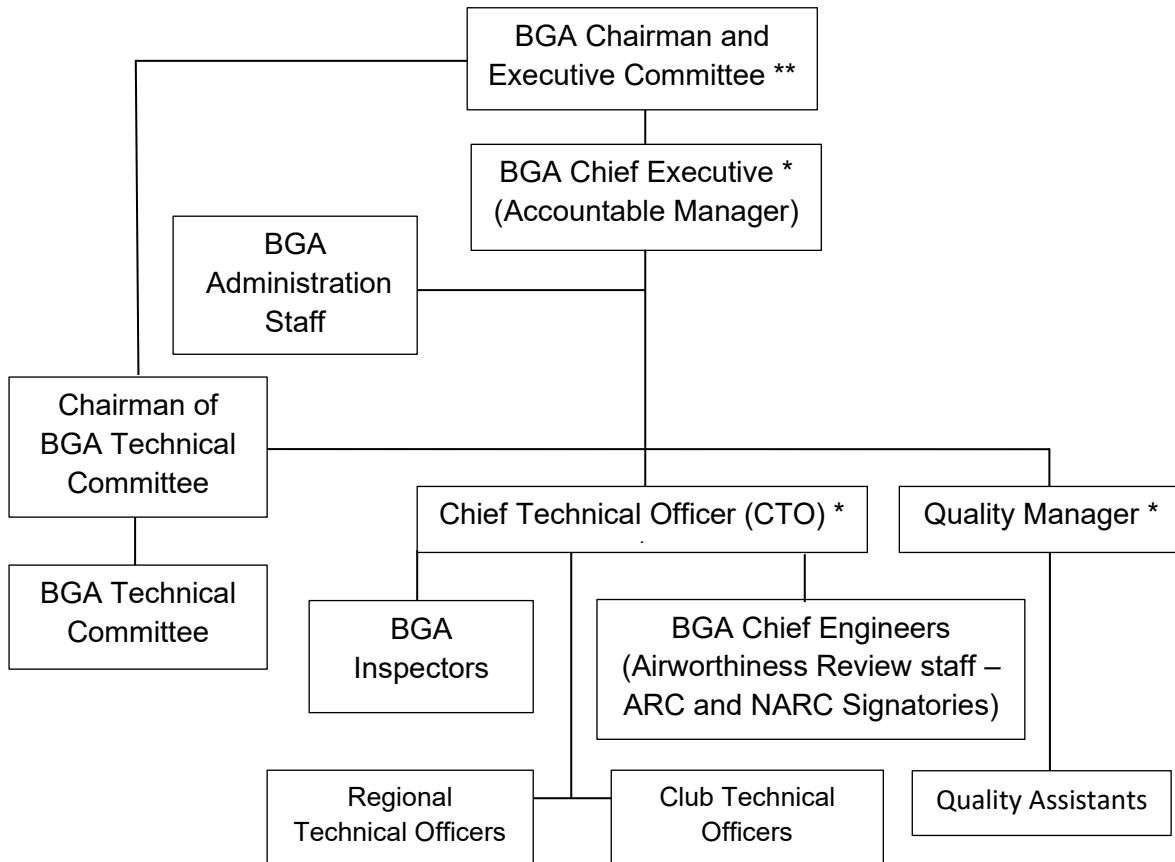 BGA Chairman and
Executive Committee **
BGA Chief Executive *
(Accountable Manager)
BGA
Administration
Staff
Chairman of
BGA Technical
Committee
Chief Technical Officer (CTO) *
.
Quality Manager *
BGA Technical
Committee
BGA
Inspectors
BGA Chief Engineers
(Airworthiness Review staff –
ARC and NARC Signatories)
Regional
Technical Officers
Club Technical
Officers
Quality Assistants